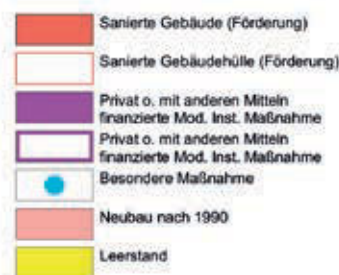 Sanierte Gebäude (Förderung)
Sanierte Gebäudehülle (Förderung)
Privat o. mit anderen Mitteln
finanzierte Mod. Inst. Maßnahme
Privat o. mit anderen Mitteln
finanzierte Mod. Inst. Maßnahme
Besondere Maßnahme
Neubau nach 1990
Leerstand